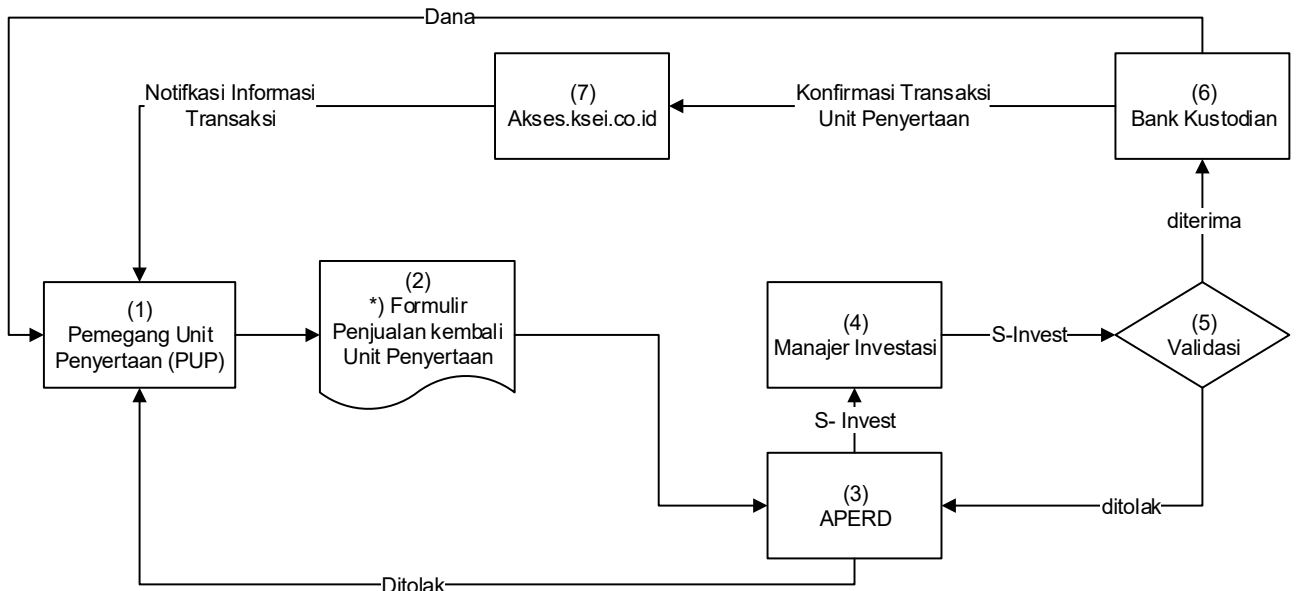 Dana
Notifkasi Informasi
Transaksi
(7)
Akses.ksei.co.id
Konfirmasi Transaksi
Unit Penyertaan
(6)
Bank Kustodian
diterima
(1)
Pemegang Unit
Penyertaan (PUP)
(2)
*) Formulir
Penjualan kembali
Unit Penyertaan
(4)
Manajer Investasi
S-Invest
(5)
Validasi
S- Invest
(3)
APERD
ditolak
Ditolak